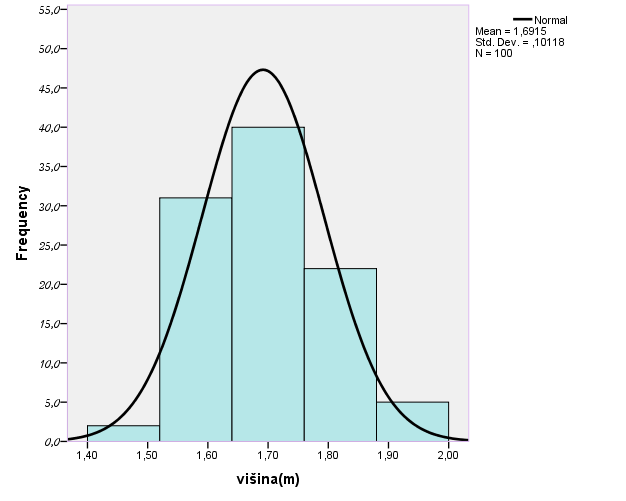 Normal
Mean = 1,6915
Std. Dev. = ,10118
N = 100
Frequency
55,0
50,0
45,0
40,0
35,0
30,0
25,0
20,0
15,0
10,0
5,0
0,0
1,40 1,50 1,60 1,70 1,80 1,90 2,00
višina(m)